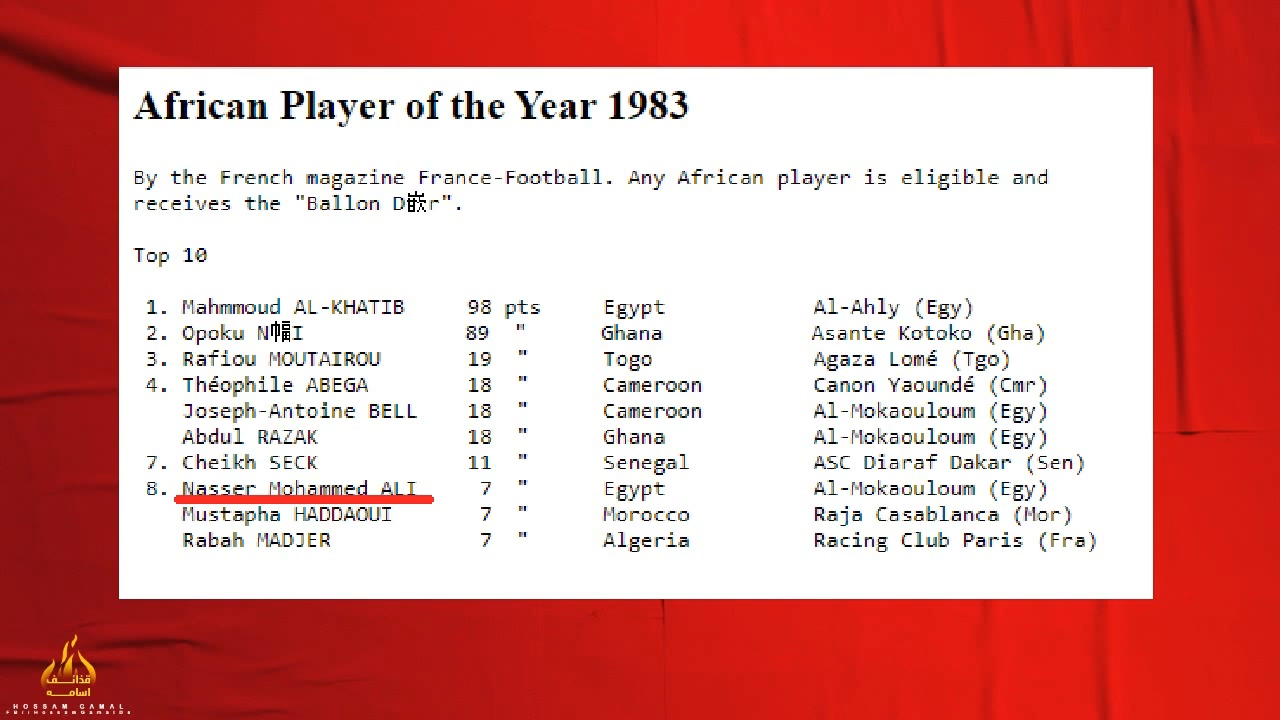 African Player of the Year 1983
By the French magazine France-Football. Any African player is eligible and
receives the "Ballon D嵌r".
Top 10
1. Mahmmoud AL-KHATIB 98 pts Egypt Al-Ahly (Egy)
2. Opoku N幅I 89 " Ghana Asante Kotoko (Gha)
3. Rafiou MOUTAIROU 19 " Togo Agaza Lomé (Tgo)
4. Théophile ABEGA 18 " Cameroon Canon Yaoundé (Cmr)
Joseph-Antoine BELL 18 " Cameroon Al-Mokaouloum (Egy)
Abdul RAZAK 18 " Ghana Al-Mokaouloum (Egy)
7. Cheikh SECK 11 " Senegal ASC Diaraf Dakar (Sen)
8. Nasser Mohammed ALI 7 " Egypt Al-Mokaouloum (Egy)
Mustapha HADDAOUI 7 " Morocco Raja Casablanca (Mor)
Rabah MADJER 7 " Algeria Racing Club Paris (Fra)
قذائف
اسامه
HOSSAM GAMAL